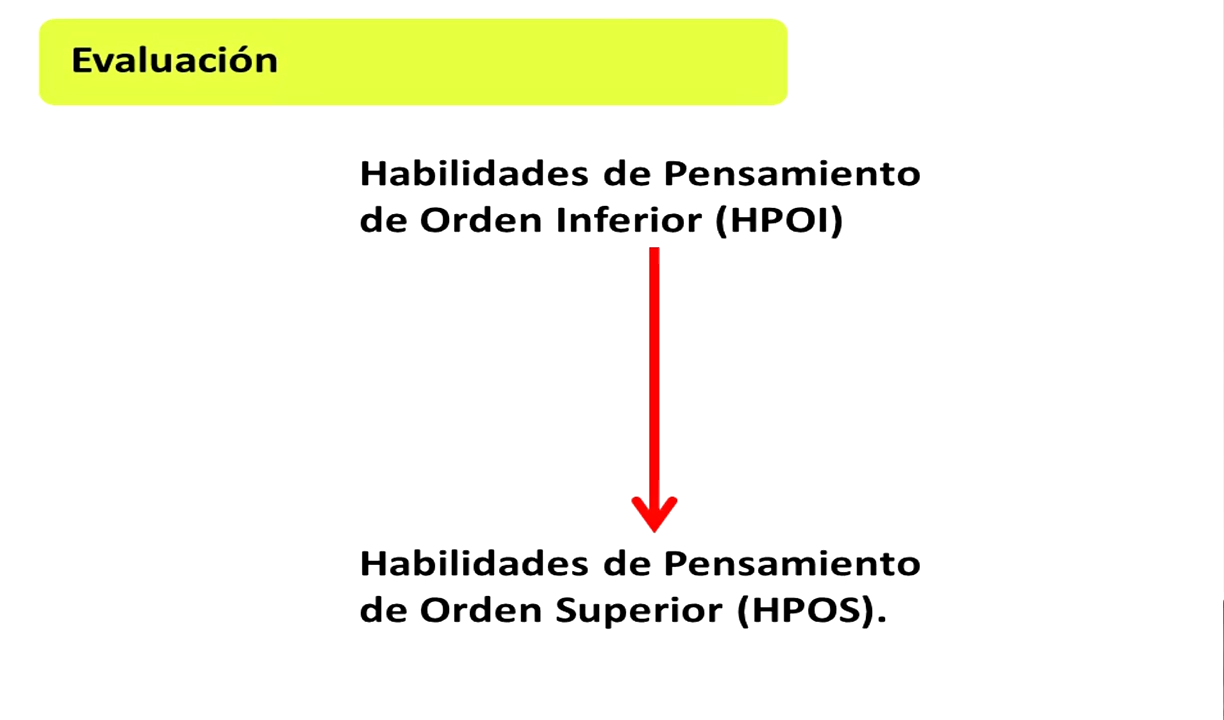 Evaluación
Habilidades de Pensamiento
de Orden Inferior (HPOI)
Habilidades de Pensamiento
de Orden Superior (HPOS).